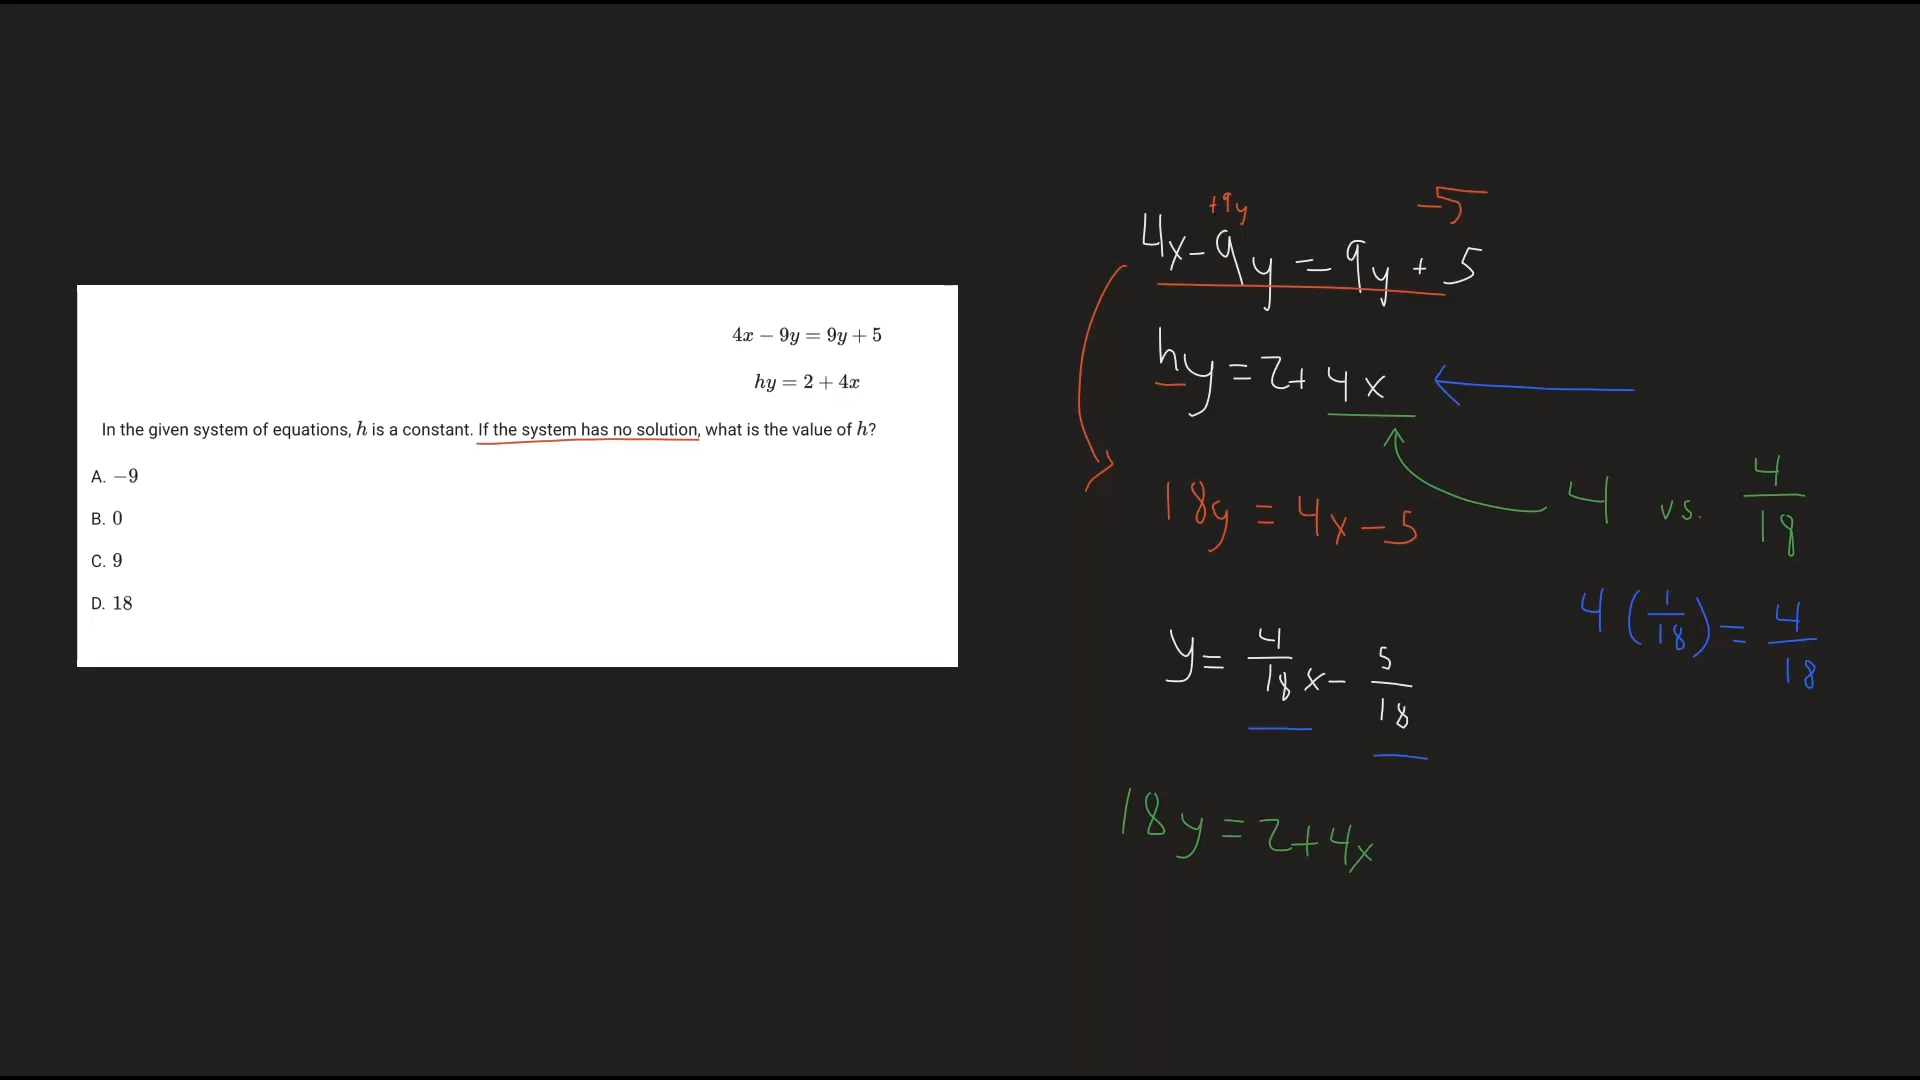 4x − 9y = 9y + 5
hy = 2 + 4x
In the given system of equations, h is a constant. If the system has no solution, what is the value of h?
A. −9
B. 0
C. 9
D. 18
+9y
−5
4x − 9y = 9y + 5
hy = 2 + 4x
18y = 4x − 5
4 vs. 4/18
4(1/18) = 4/18
y = 4/18 x − 5/18
18y = 2 + 4x